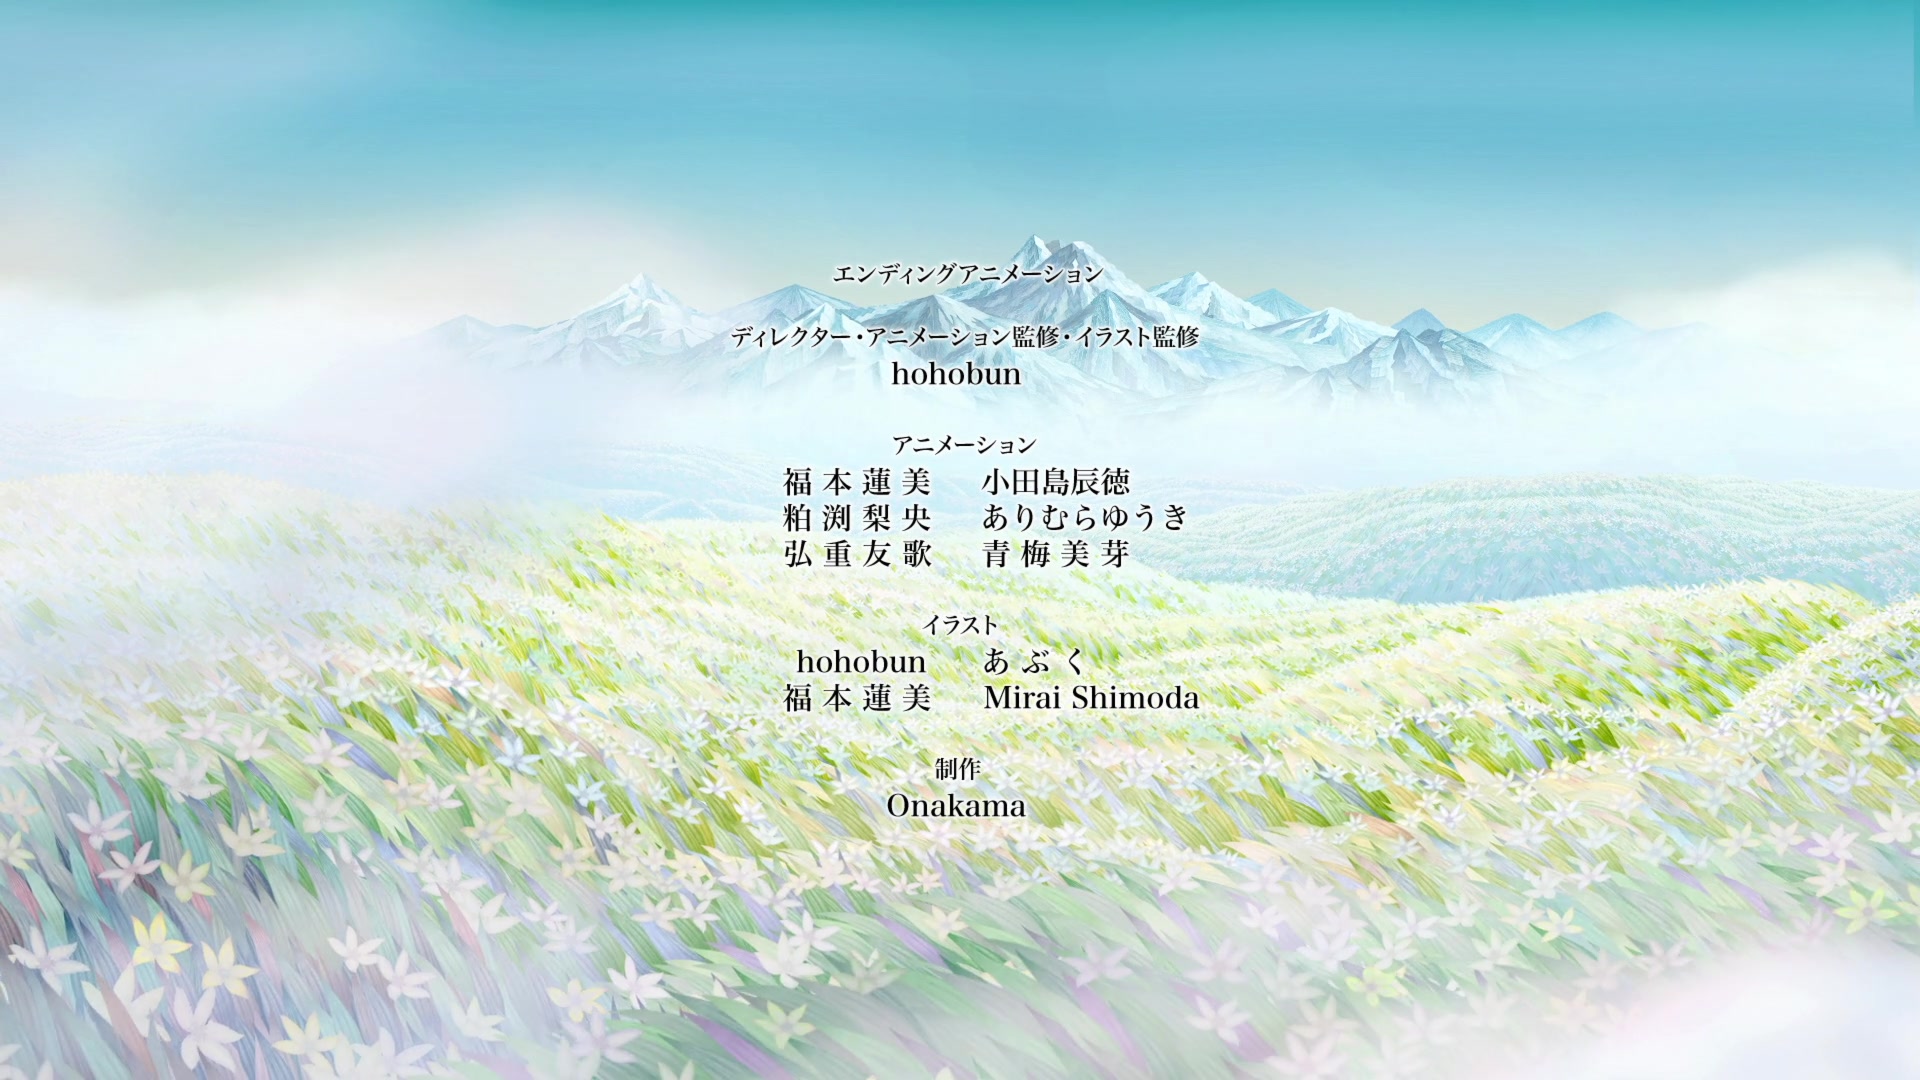 エンディングアニメーション
ディレクター・アニメーション監修・イラスト監修
hohobun
アニメーション
福本蓮美 小田島辰徳
粕渕梨央 ありむらゆうき
弘重友歌 青梅美芽
イラスト
hohobun あぶく
福本蓮美 Mirai Shimoda
制作
Onakama